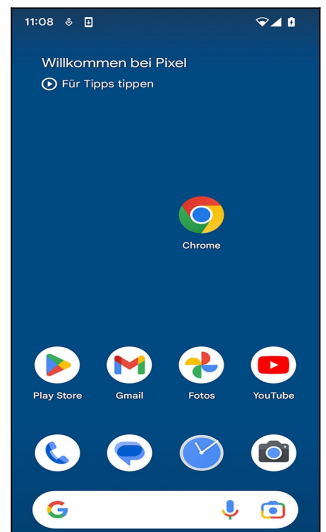 11:08
Willkommen bei Pixel
Für Tipps tippen
Chrome
Play Store
Gmail
Fotos
YouTube